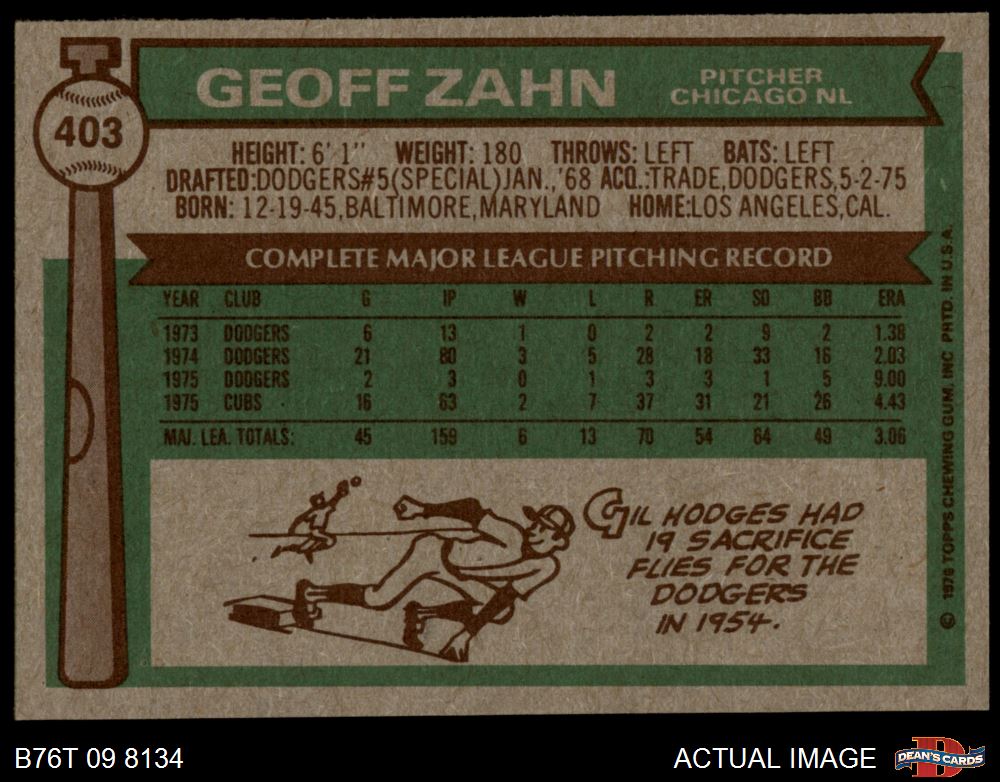 403
GEOFF ZAHN
PITCHER
CHICAGO NL
HEIGHT: 6' 1" WEIGHT: 180 THROWS: LEFT BATS: LEFT
DRAFTED:DODGERS#5(SPECIAL)JAN.,'68 ACQ.:TRADE,DODGERS,5-2-75
BORN: 12-19-45,BALTIMORE,MARYLAND HOME:LOS ANGELES,CAL.
COMPLETE MAJOR LEAGUE PITCHING RECORD
YEAR CLUB G IP W L R ER SO BB ERA
1973 DODGERS 6 13 1 0 2 2 9 2 1.38
1974 DODGERS 21 80 3 5 28 18 33 16 2.03
1975 DODGERS 2 3 0 1 3 3 1 5 9.00
1975 CUBS 16 63 2 7 37 31 21 26 4.43
MAJ. LEA. TOTALS: 45 159 6 13 70 54 64 49 3.06
GIL HODGES HAD
19 SACRIFICE
FLIES FOR THE
DODGERS
IN 1954.
© 1976 TOPPS CHEWING GUM, INC PRTD. IN U.S.A.
B76T 09 8134
ACTUAL IMAGE
D
DEAN'S CARDS